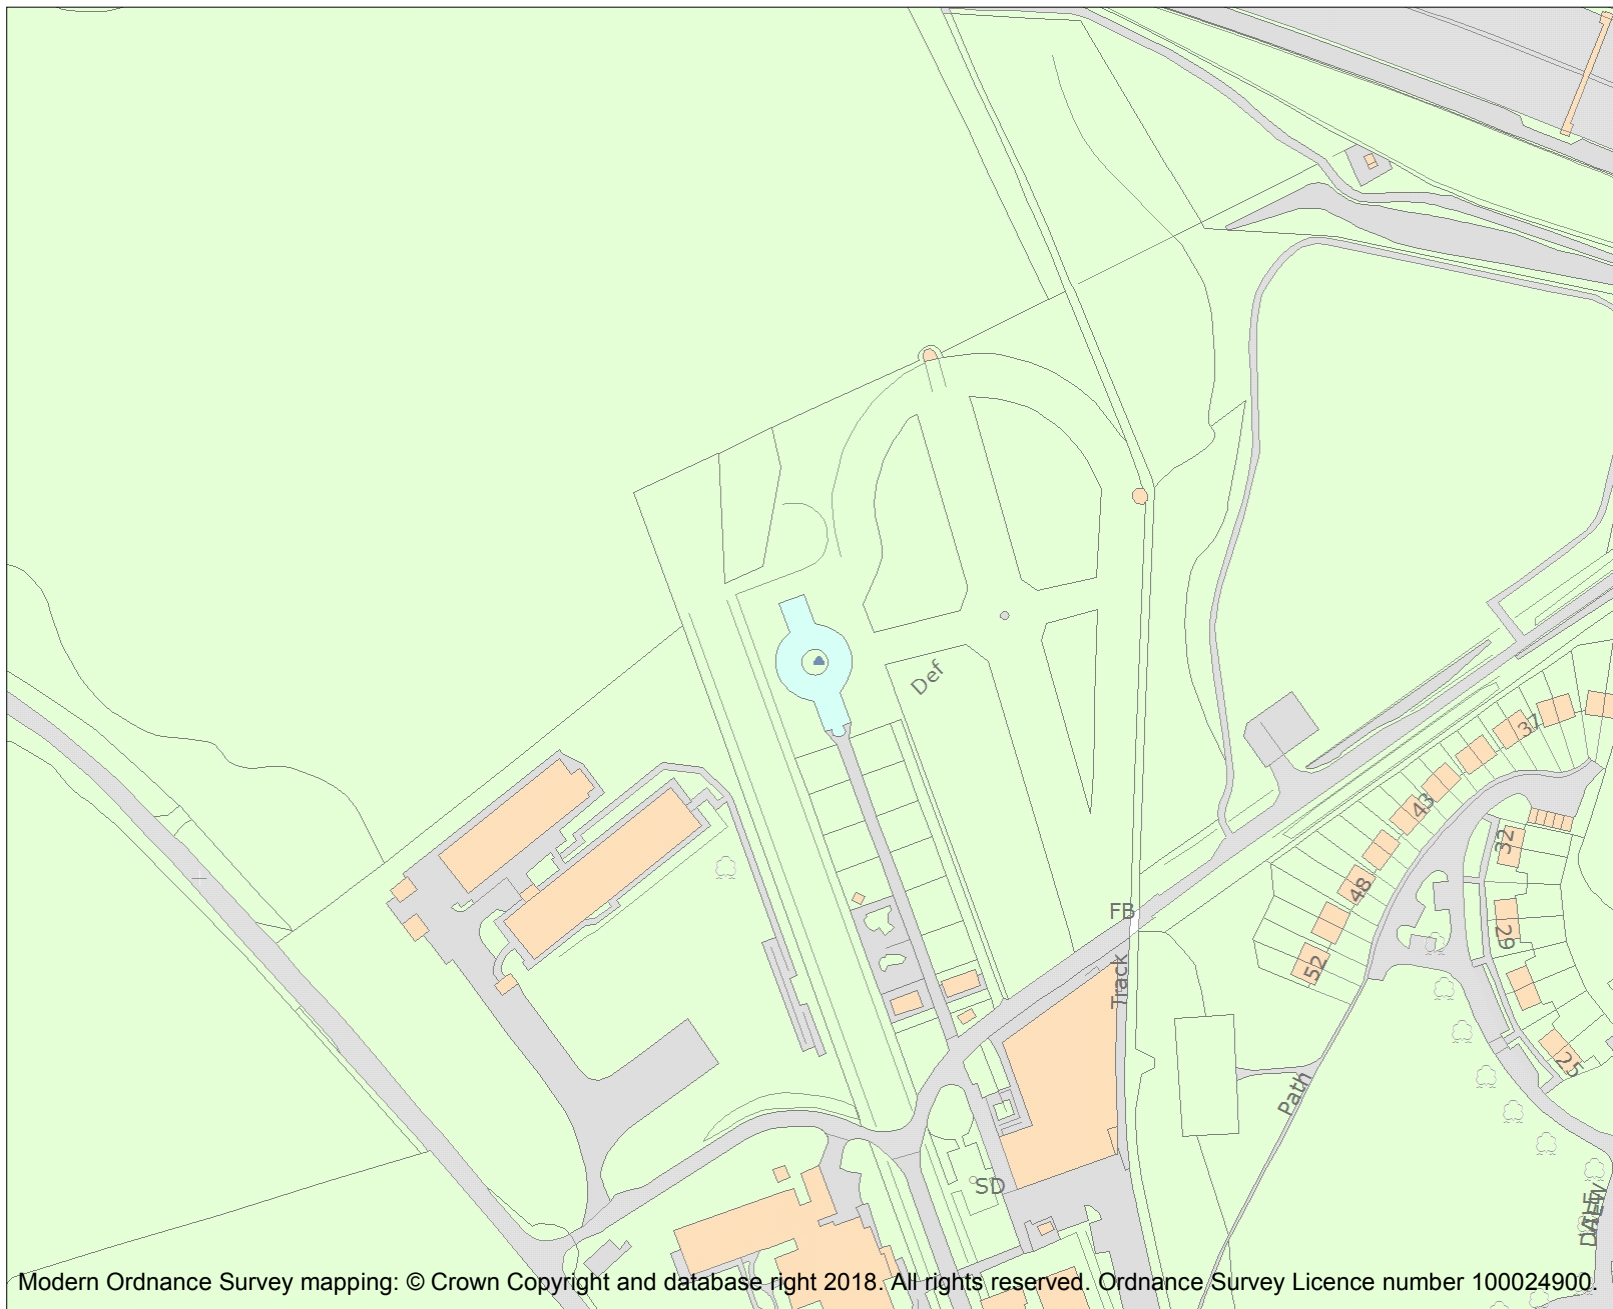 Def
37
43
32
48
FB
29
52
Track
25
Path
SD
Modern Ordnance Survey mapping: © Crown Copyright and database right 2018. All rights reserved. Ordnance Survey Licence number 100024900.